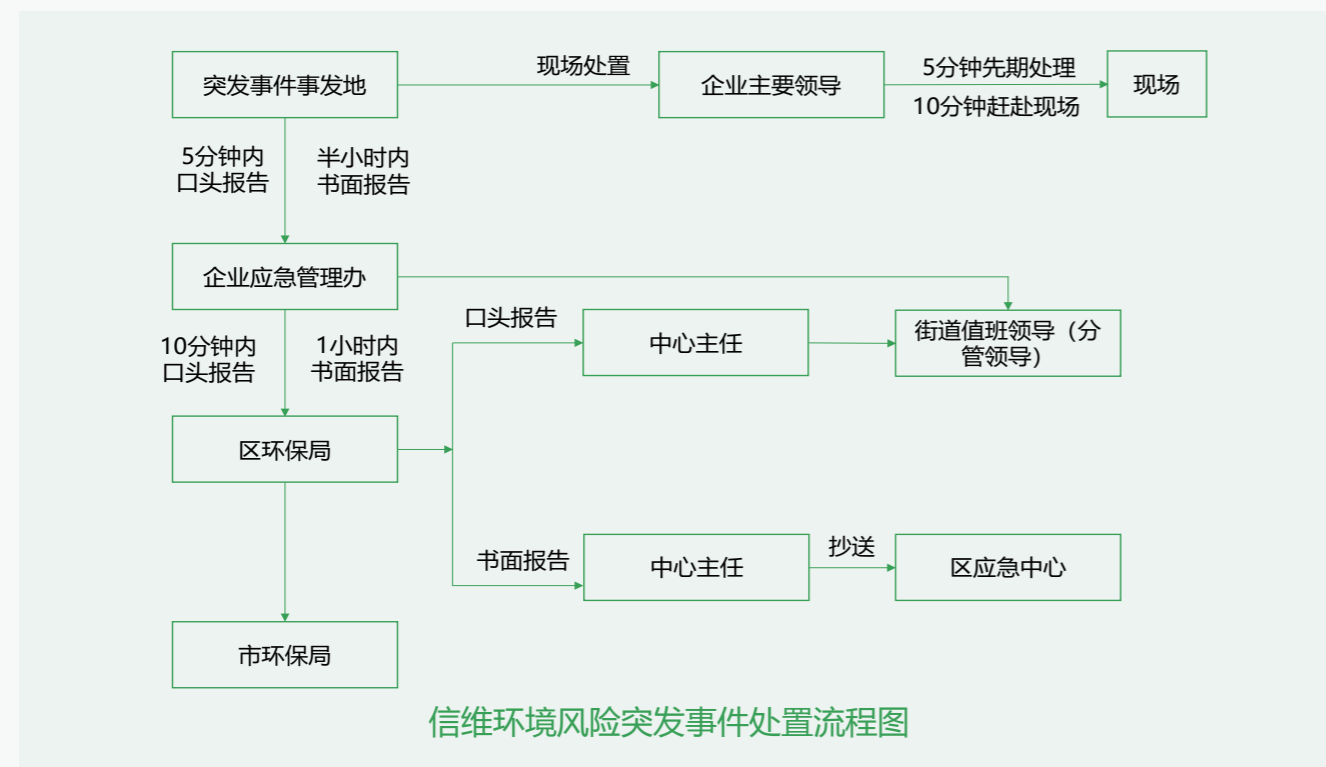 突发事件事发地
现场处置
企业主要领导
5分钟先期处理
10分钟赶赴现场
现场
5分钟内
口头报告
半小时内
书面报告
企业应急管理办
10分钟内
口头报告
1小时内
书面报告
口头报告
中心主任
街道值班领导（分
管领导）
区环保局
书面报告
中心主任
抄送
区应急中心
市环保局
信维环境风险突发事件处置流程图